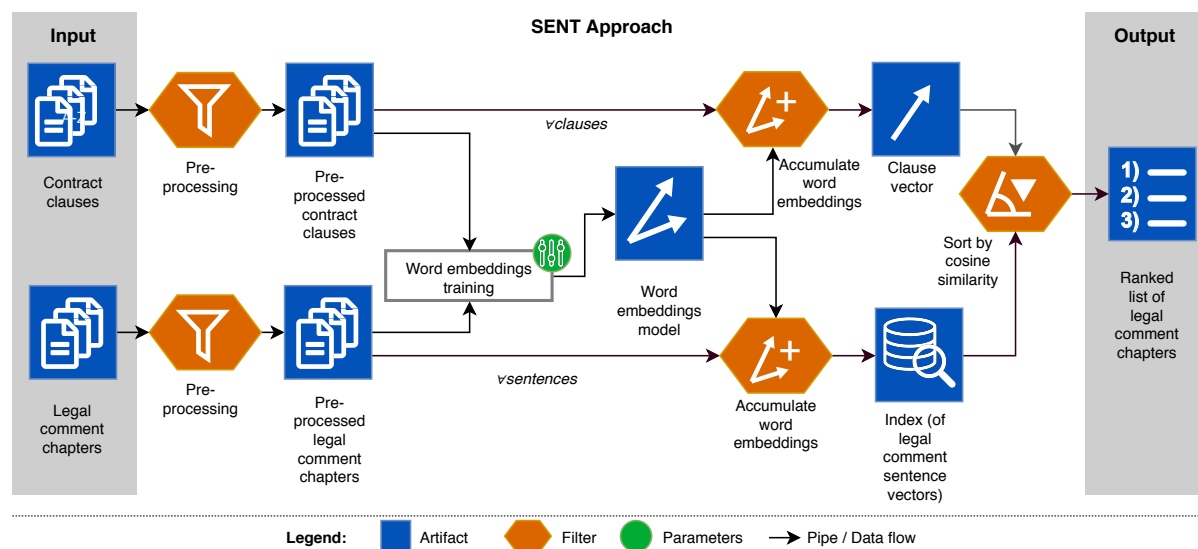 Input
SENT Approach
Output
A-Z
Contract
clauses
Pre-
processing
Pre-
processed
contract
clauses
∀clauses
Accumulate
word
embeddings
Clause
vector
1)
2)
3)
Word embeddings
training
Word
embeddings
model
Sort by
cosine
similarity
Ranked
list of
legal
comment
chapters
Legal
comment
chapters
Pre-
processing
Pre-
processed
legal
comment
chapters
∀sentences
Accumulate
word
embeddings
Index (of
legal
comment
sentence
vectors)
Legend:
Artifact
Filter
Parameters
Pipe / Data flow